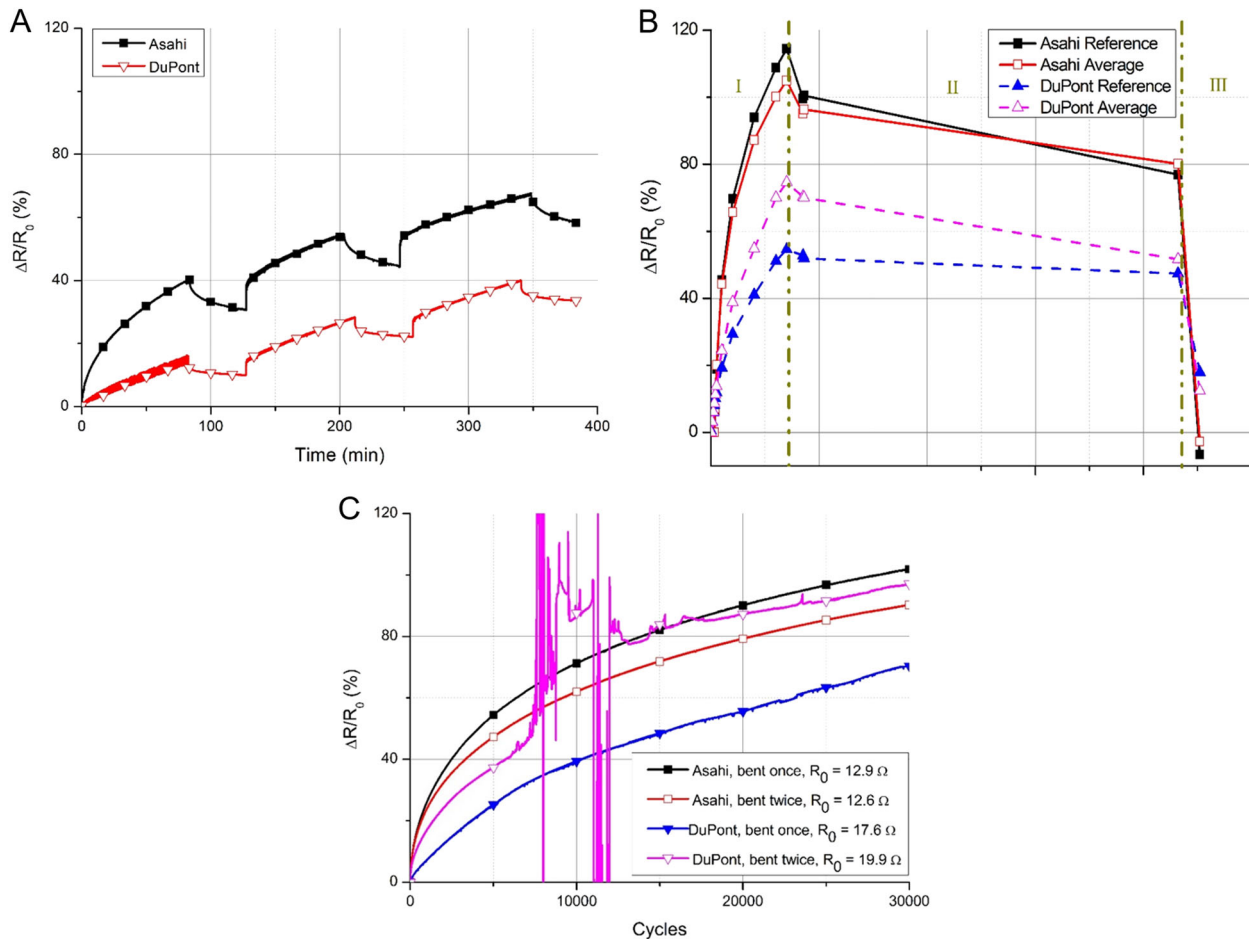 A
Asahi
DuPont
120
80
40
0
ΔR/R0 (%)
0
100
200
300
400
Time (min)
B
Asahi Reference
Asahi Average
DuPont Reference
DuPont Average
I
II
III
120
80
40
0
ΔR/R0 (%)
C
120
80
40
0
ΔR/R0 (%)
Asahi, bent once, R0 = 12.9 Ω
Asahi, bent twice, R0 = 12.6 Ω
DuPont, bent once, R0 = 17.6 Ω
DuPont, bent twice, R0 = 19.9 Ω
0
10000
20000
30000
Cycles